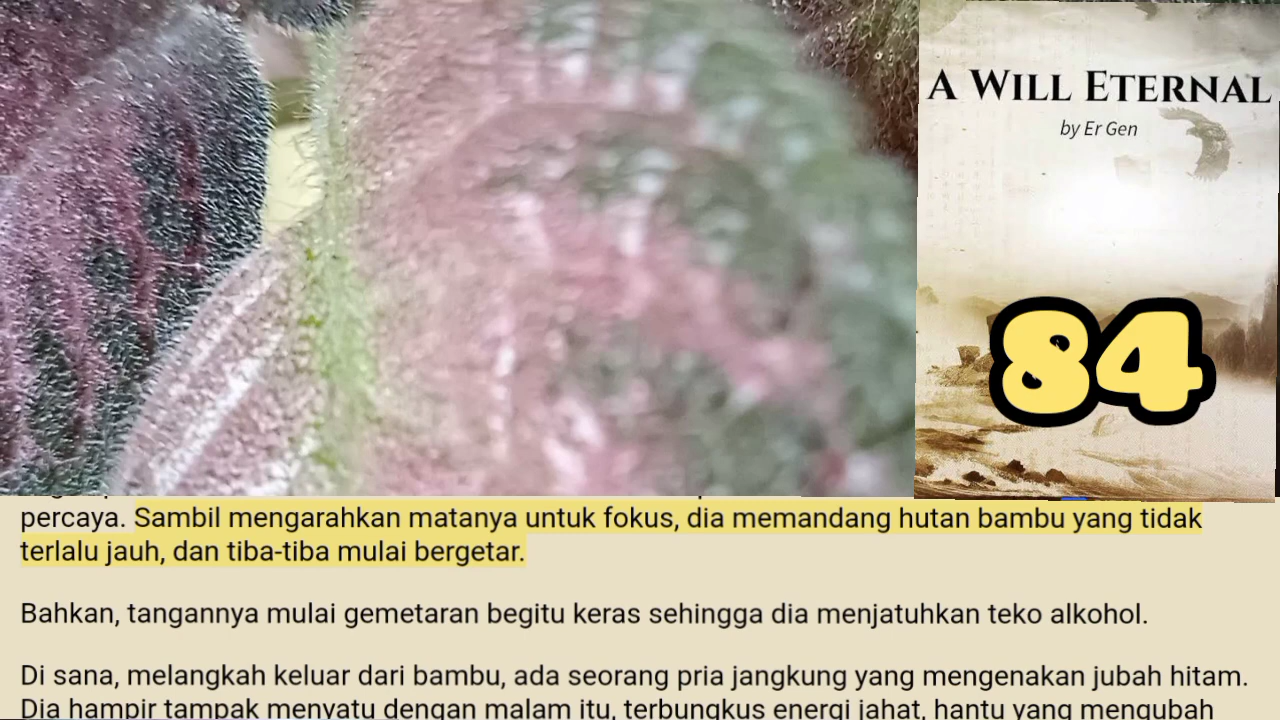 A WILL ETERNAL
by Er Gen
84
percaya. Sambil mengarahkan matanya untuk fokus, dia memandang hutan bambu yang tidak
terlalu jauh, dan tiba-tiba mulai bergetar.
Bahkan, tangannya mulai gemetaran begitu keras sehingga dia menjatuhkan teko alkohol.
Di sana, melangkah keluar dari bambu, ada seorang pria jangkung yang mengenakan jubah hitam.
Dia hampir tampak menyatu dengan malam itu, terbungkus energi jahat, hantu yang mengubah